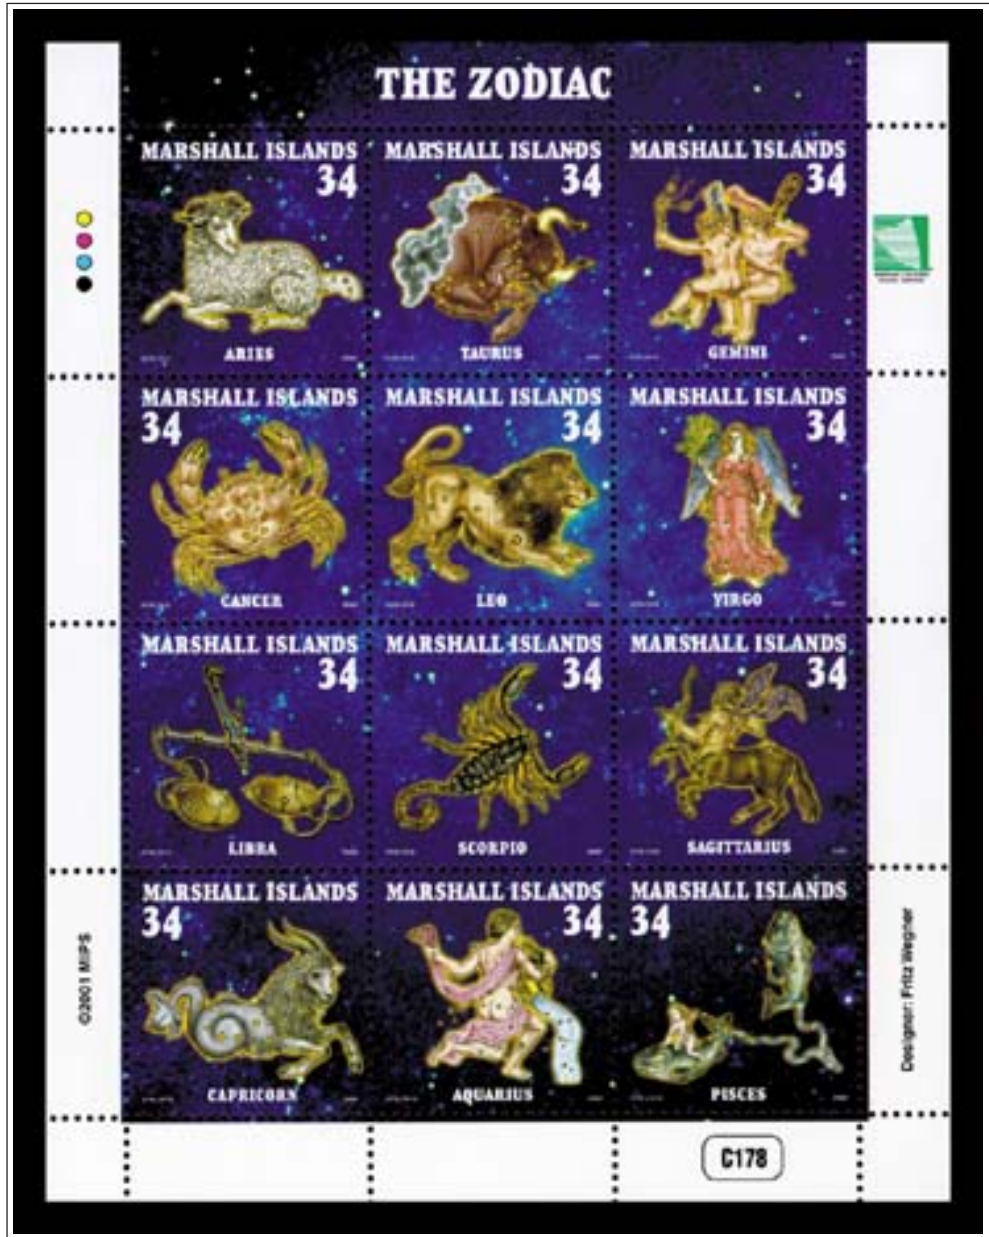 THE ZODIAC
MARSHALL ISLANDS
34
ARIES
MARSHALL ISLANDS
34
TAURUS
MARSHALL ISLANDS
34
GEMINI
MARSHALL ISLANDS
34
CANCER
MARSHALL ISLANDS
34
LEO
MARSHALL ISLANDS
34
VIRGO
MARSHALL ISLANDS
34
LIBRA
MARSHALL ISLANDS
34
SCORPIO
MARSHALL ISLANDS
34
SAGITTARIUS
MARSHALL ISLANDS
34
CAPRICORN
MARSHALL ISLANDS
34
AQUARIUS
MARSHALL ISLANDS
34
PISCES
©2001 MIPS
Designer: Fritz Wegner
C178